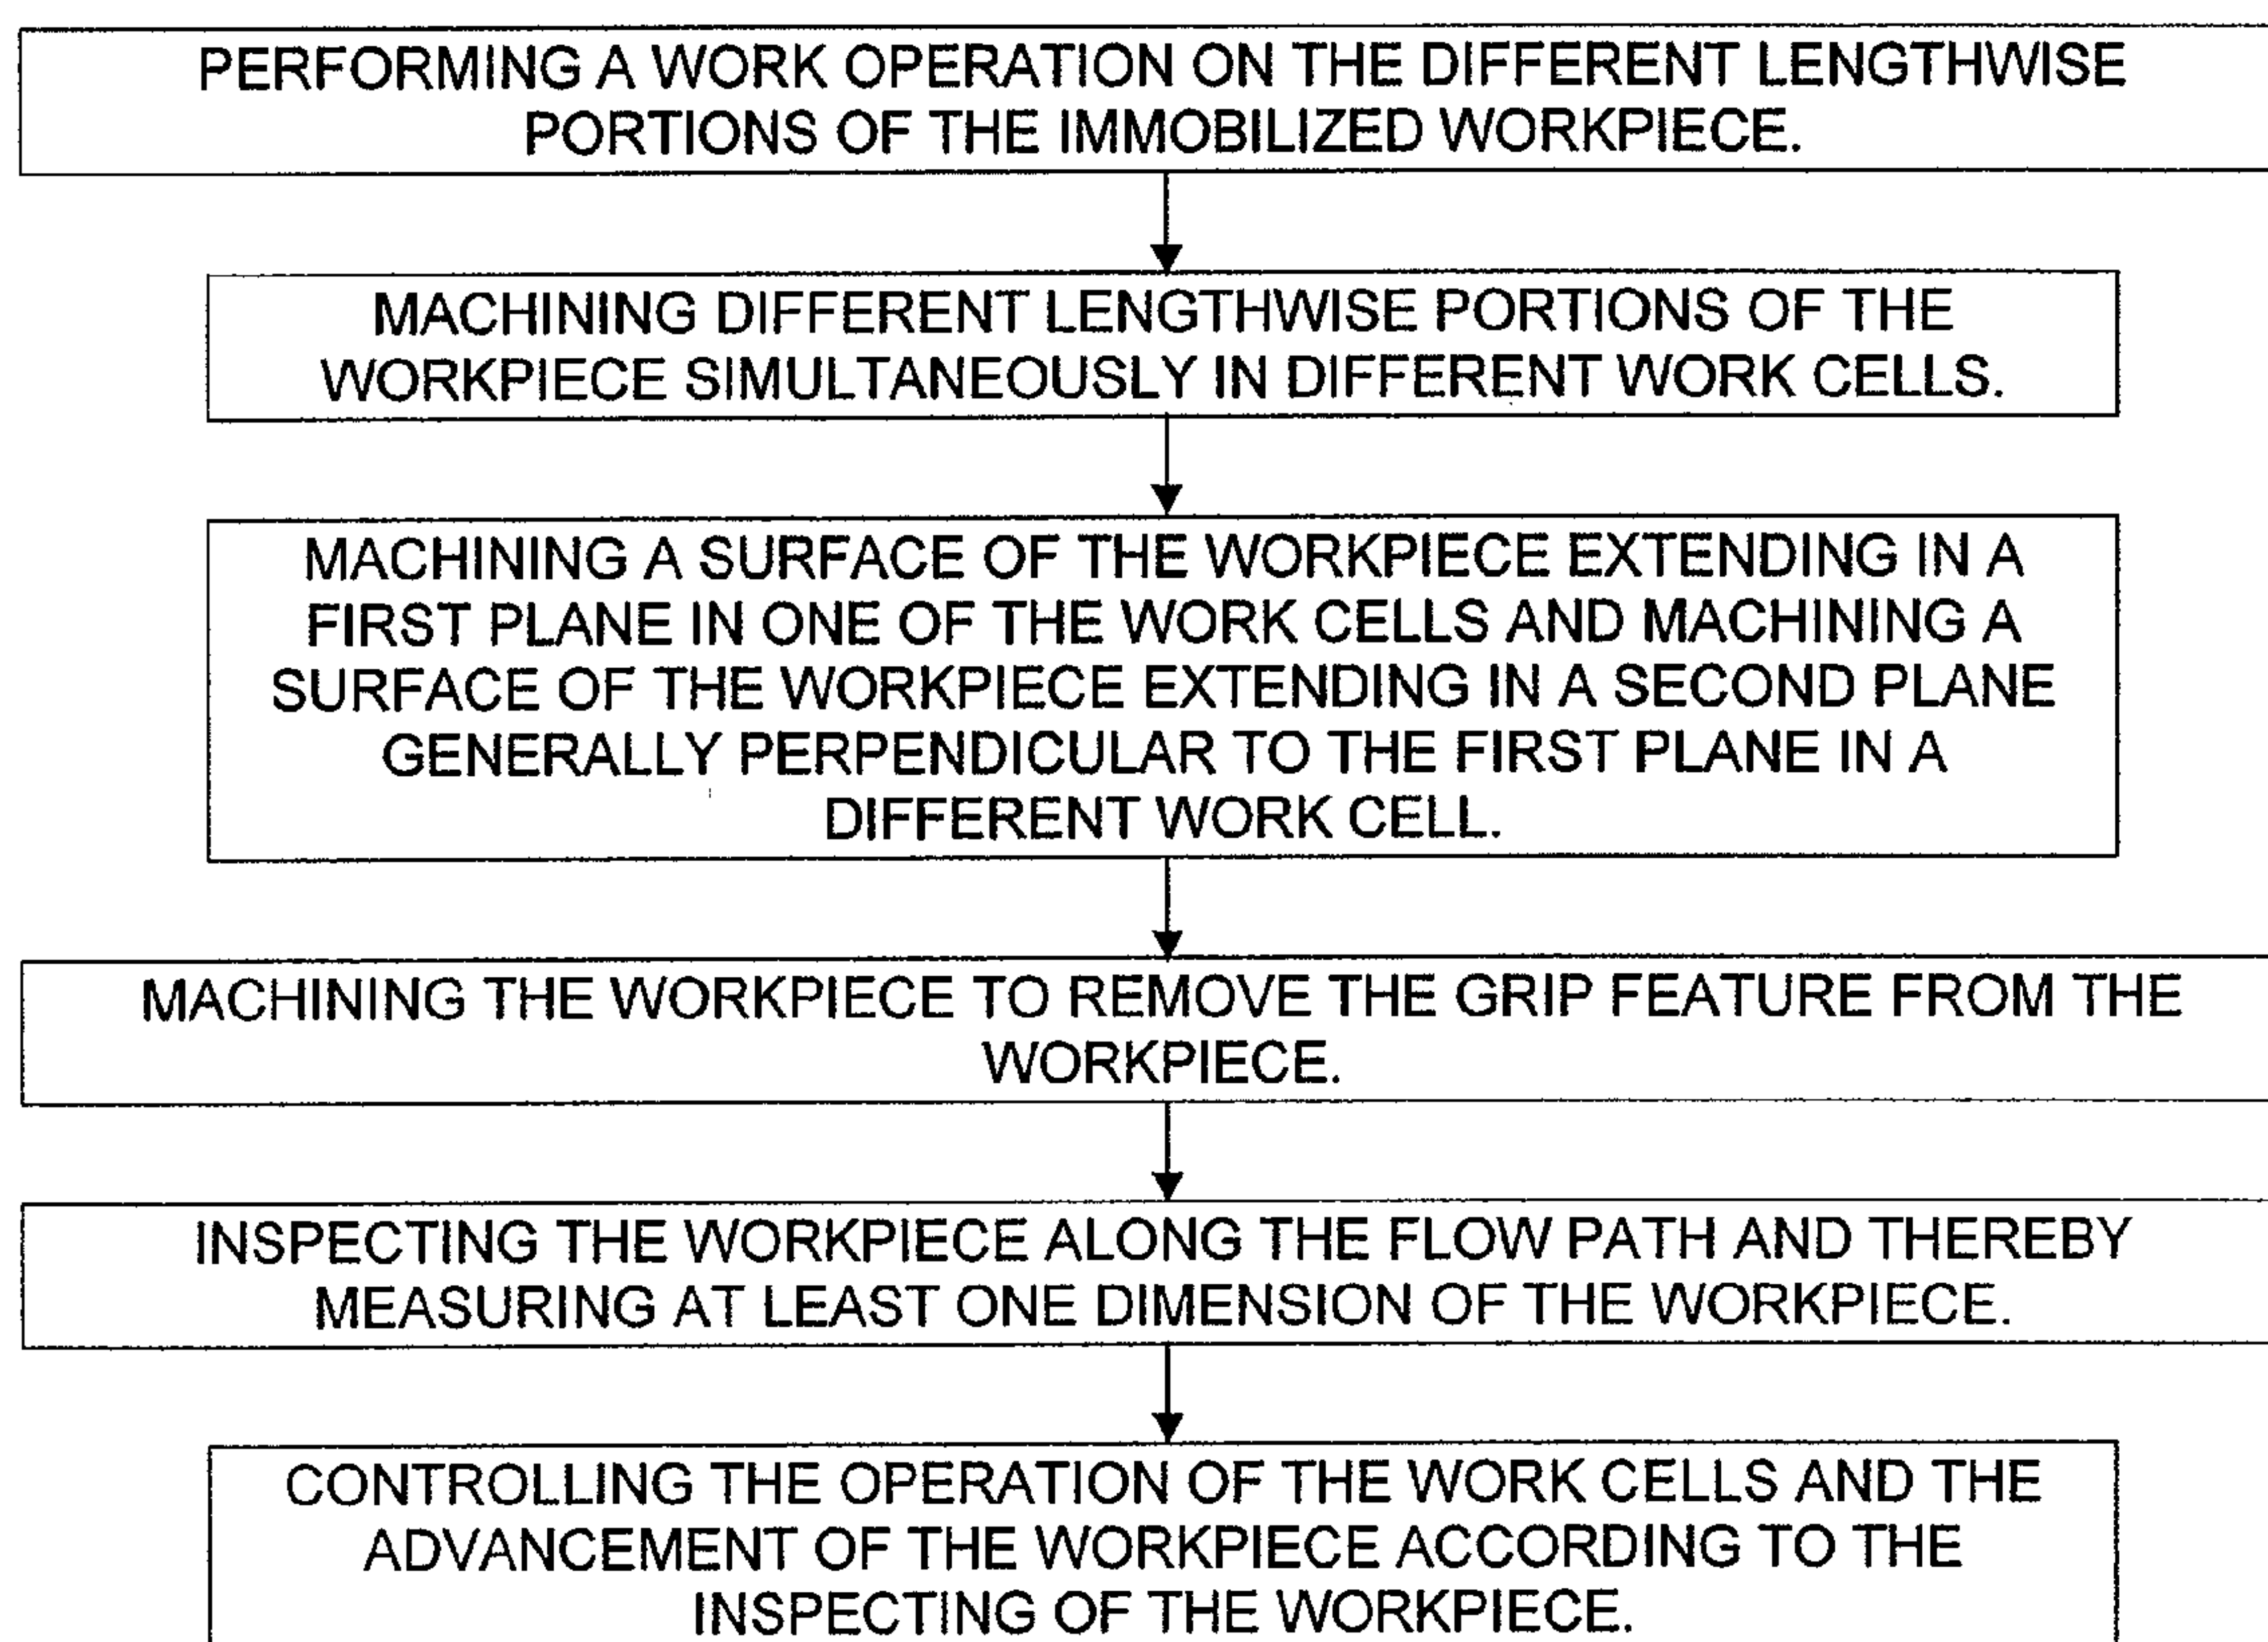 PERFORMING A WORK OPERATION ON THE DIFFERENT LENGTHWISE
PORTIONS OF THE IMMOBILIZED WORKPIECE.
MACHINING DIFFERENT LENGTHWISE PORTIONS OF THE
WORKPIECE SIMULTANEOUSLY IN DIFFERENT WORK CELLS.
MACHINING A SURFACE OF THE WORKPIECE EXTENDING IN A
FIRST PLANE IN ONE OF THE WORK CELLS AND MACHINING A
SURFACE OF THE WORKPIECE EXTENDING IN A SECOND PLANE
GENERALLY PERPENDICULAR TO THE FIRST PLANE IN A
DIFFERENT WORK CELL.
MACHINING THE WORKPIECE TO REMOVE THE GRIP FEATURE FROM THE
WORKPIECE.
INSPECTING THE WORKPIECE ALONG THE FLOW PATH AND THEREBY
MEASURING AT LEAST ONE DIMENSION OF THE WORKPIECE.
CONTROLLING THE OPERATION OF THE WORK CELLS AND THE
ADVANCEMENT OF THE WORKPIECE ACCORDING TO THE
INSPECTING OF THE WORKPIECE.